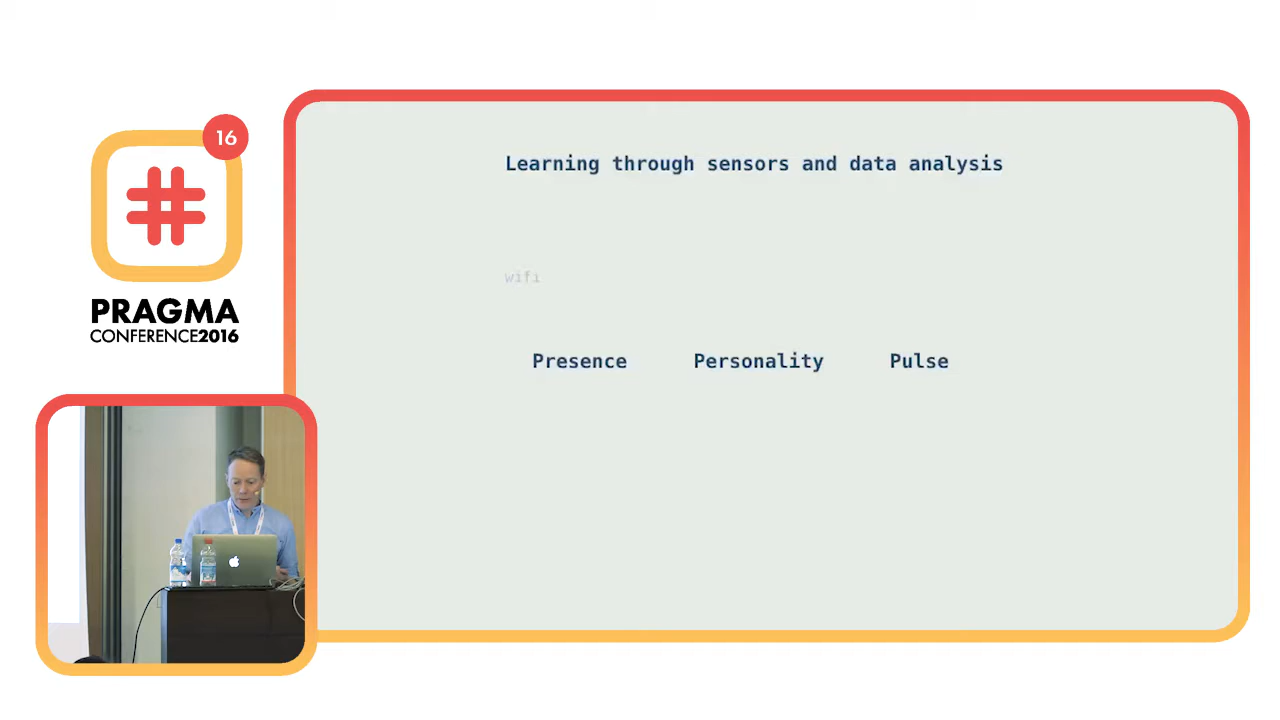 16
PRAGMA
CONFERENCE2016
Learning through sensors and data analysis
wifi
Presence Personality Pulse